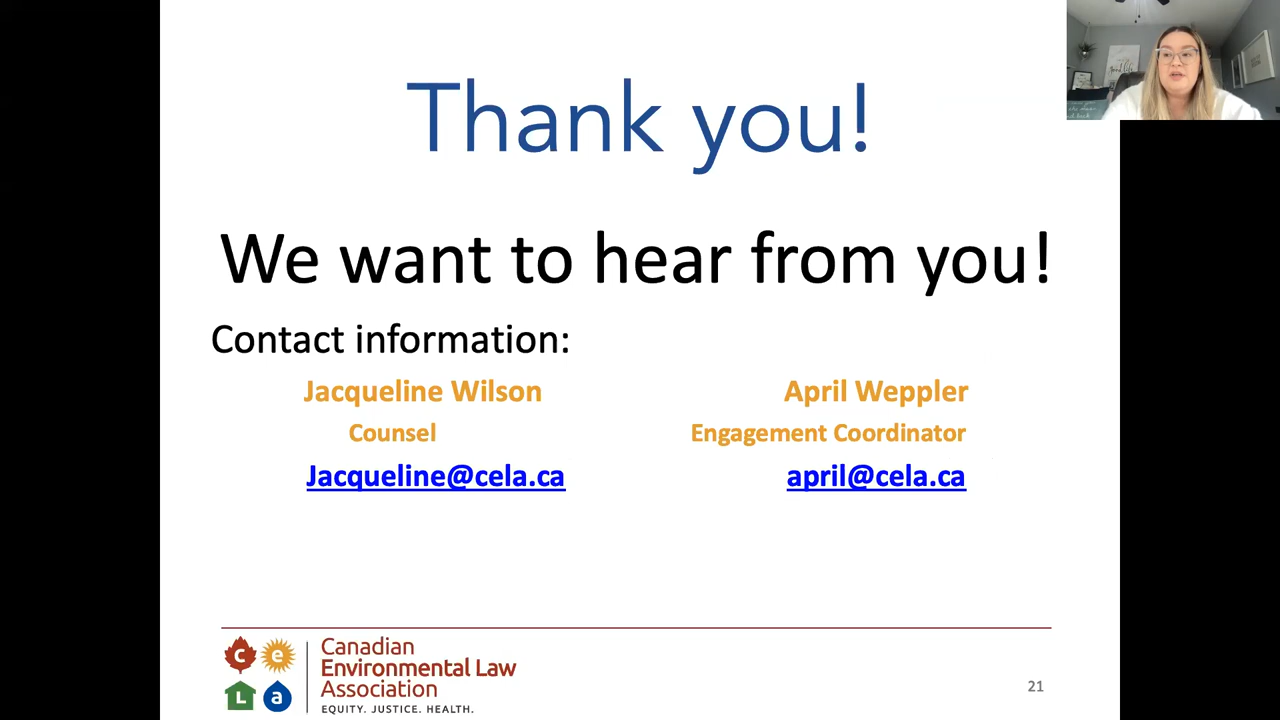 Thank you!
We want to hear from you!
Contact information:
Jacqueline Wilson
April Weppler
Counsel
Engagement Coordinator
Jacqueline@cela.ca
april@cela.ca
c e
L a
Canadian
Environmental Law
Association
EQUITY. JUSTICE. HEALTH.
21